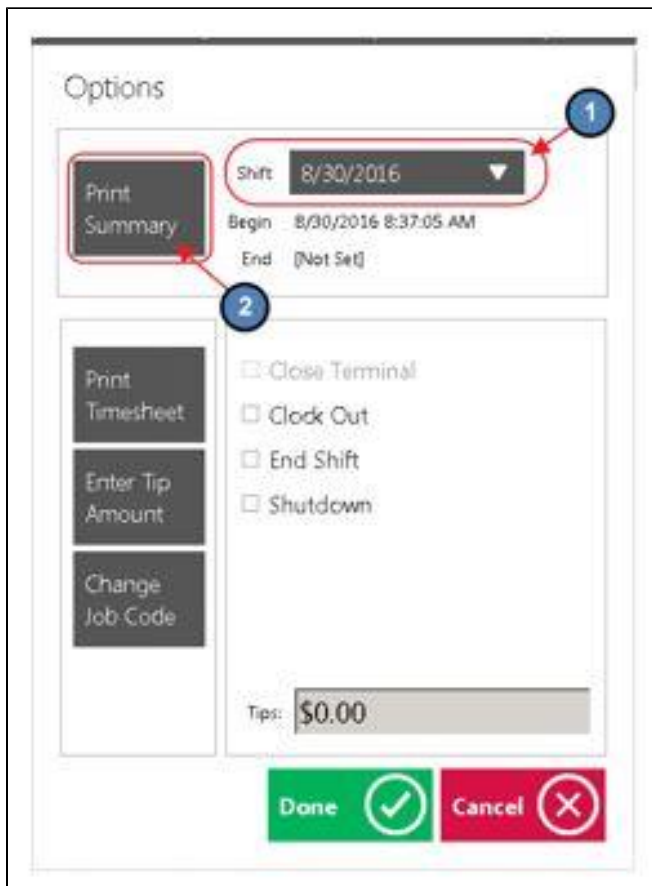 Options
1
Shift 8/30/2016
Print
Summary
Begin 8/30/2016 8:37:05 AM
End [Not Set]
2
Print
Timesheet
Enter Tip
Amount
Change
Job Code
Close Terminal
Clock Out
End Shift
Shutdown
Tips: $0.00
Done
Cancel